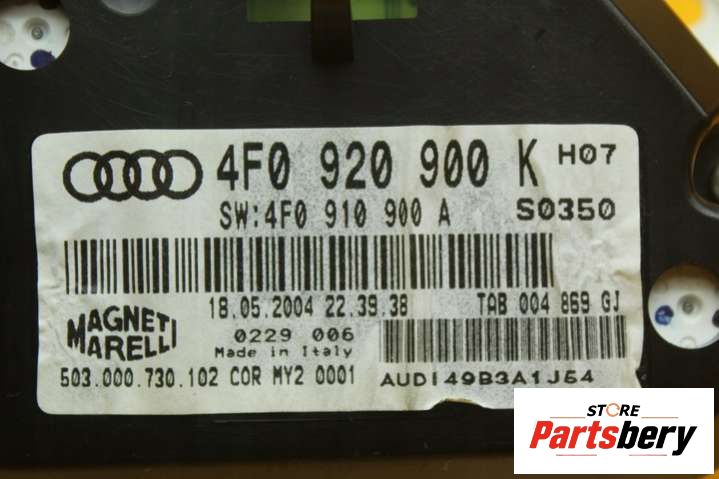 4F0 920 900 K H07
SW:4F0 910 900 A S0350
18.05.2004 22.39.38 TAB 004 869 GJ
MAGNETI
MARELLI
0229 006
Made in Italy
503.000.730.102 COR MY2 0001
AUDI49B3A1J54
STORE
Partsbery